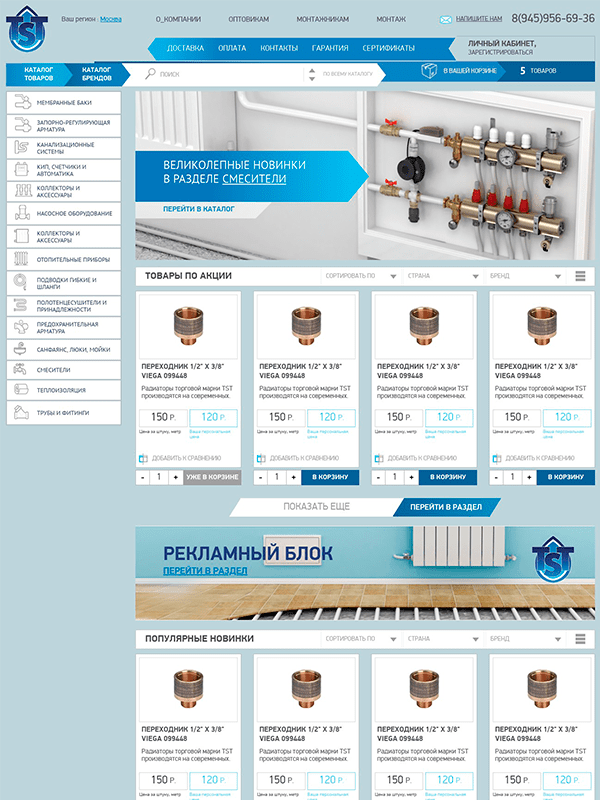 TST
Ваш регион : Москва
О_КОМПАНИИ
ОПТОВИКАМ
МОНТАЖНИКАМ
МОНТАЖ
НАПИШИТЕ НАМ
8(945)956-69-36
ДОСТАВКА
ОПЛАТА
КОНТАКТЫ
ГАРАНТИЯ
СЕРТИФИКАТЫ
ЛИЧНЫЙ КАБИНЕТ,
ЗАРЕГИСТРИРОВАТЬСЯ
КАТАЛОГ
ТОВАРОВ
КАТАЛОГ
БРЕНДОВ
ПОИСК
ПО ВСЕМУ КАТАЛОГУ
В ВАШЕЙ КОРЗИНЕ
5 ТОВАРОВ
МЕМБРАННЫЕ БАКИ
ЗАПОРНО-РЕГУЛИРУЮЩАЯ
АРМАТУРА
КАНАЛИЗАЦИОННЫЕ
СИСТЕМЫ
КИП, СЧЕТЧИКИ И
АВТОМАТИКА
КОЛЛЕКТОРЫ И
АКСЕССУАРЫ
НАСОСНОЕ ОБОРУДОВАНИЕ
КОЛЛЕКТОРЫ И
АКСЕССУАРЫ
ОТОПИТЕЛЬНЫЕ ПРИБОРЫ
ПОДВОДКИ ГИБКИЕ И
ШЛАНГИ
ПОЛОТЕНЦЕСУШИТЕЛИ И
ПРИНАДЛЕЖНОСТИ
ПРЕДОХРАНИТЕЛЬНАЯ
АРМАТУРА
САНФАЯНС, ЛЮКИ, МОЙКИ
СМЕСИТЕЛИ
ТЕПЛОИЗОЛЯЦИЯ
ТРУБЫ И ФИТИНГИ
ВЕЛИКОЛЕПНЫЕ НОВИНКИ
В РАЗДЕЛЕ СМЕСИТЕЛИ
ПЕРЕЙТИ В КАТАЛОГ
ТОВАРЫ ПО АКЦИИ
СОРТИРОВАТЬ ПО
СТРАНА
БРЕНД
ПЕРЕХОДНИК 1/2" X 3/8"
VIEGA 099448
Радиаторы торговой марки TST
производятся на современных.
150 Р.
120 Р.
Цена за штуку, метр
Ваша персональная
цена
ДОБАВИТЬ К СРАВНЕНИЮ
- 1 +
УЖЕ В КОРЗИНЕ
ПЕРЕХОДНИК 1/2" X 3/8"
VIEGA 099448
Радиаторы торговой марки TST
производятся на современных.
150 Р.
120 Р.
Цена за штуку, метр
Ваша персональная
цена
ДОБАВИТЬ К СРАВНЕНИЮ
- 1 +
В КОРЗИНУ
ПЕРЕХОДНИК 1/2" X 3/8"
VIEGA 099448
Радиаторы торговой марки TST
производятся на современных.
150 Р.
120 Р.
Цена за штуку, метр
Ваша персональная
цена
ДОБАВИТЬ К СРАВНЕНИЮ
- 1 +
В КОРЗИНУ
ПЕРЕХОДНИК 1/2" X 3/8"
VIEGA 099448
Радиаторы торговой марки TST
производятся на современных.
150 Р.
120 Р.
Цена за штуку, метр
Ваша персональная
цена
ДОБАВИТЬ К СРАВНЕНИЮ
- 1 +
В КОРЗИНУ
ПОКАЗАТЬ ЕЩЕ
ПЕРЕЙТИ В РАЗДЕЛ
РЕКЛАМНЫЙ БЛОК
ПЕРЕЙТИ В РАЗДЕЛ
TST
ПОПУЛЯРНЫЕ НОВИНКИ
СОРТИРОВАТЬ ПО
СТРАНА
БРЕНД
ПЕРЕХОДНИК 1/2" X 3/8"
VIEGA 099448
Радиаторы торговой марки TST
производятся на современных.
150 Р.
120 Р.
Цена за штуку, метр
Ваша персональная
ПЕРЕХОДНИК 1/2" X 3/8"
VIEGA 099448
Радиаторы торговой марки TST
производятся на современных.
150 Р.
120 Р.
Цена за штуку, метр
Ваша персональная
ПЕРЕХОДНИК 1/2" X 3/8"
VIEGA 099448
Радиаторы торговой марки TST
производятся на современных.
150 Р.
120 Р.
Цена за штуку, метр
Ваша персональная
ПЕРЕХОДНИК 1/2" X 3/8"
VIEGA 099448
Радиаторы торговой марки TST
производятся на современных.
150 Р.
120 Р.
Цена за штуку, метр
Ваша персональная